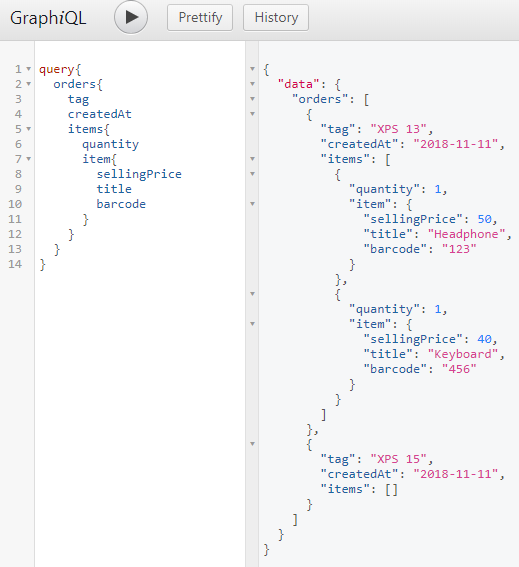 GraphiQL Prettify History
1 query{
2 orders{
3 tag
4 createdAt
5 items{
6 quantity
7 item{
8 sellingPrice
9 title
10 barcode
11 }
12 }
13 }
14 }
{
"data": {
"orders": [
{
"tag": "XPS 13",
"createdAt": "2018-11-11",
"items": [
{
"quantity": 1,
"item": {
"sellingPrice": 50,
"title": "Headphone",
"barcode": "123"
}
},
{
"quantity": 1,
"item": {
"sellingPrice": 40,
"title": "Keyboard",
"barcode": "456"
}
}
]
},
{
"tag": "XPS 15",
"createdAt": "2018-11-11",
"items": []
}
]
}
}